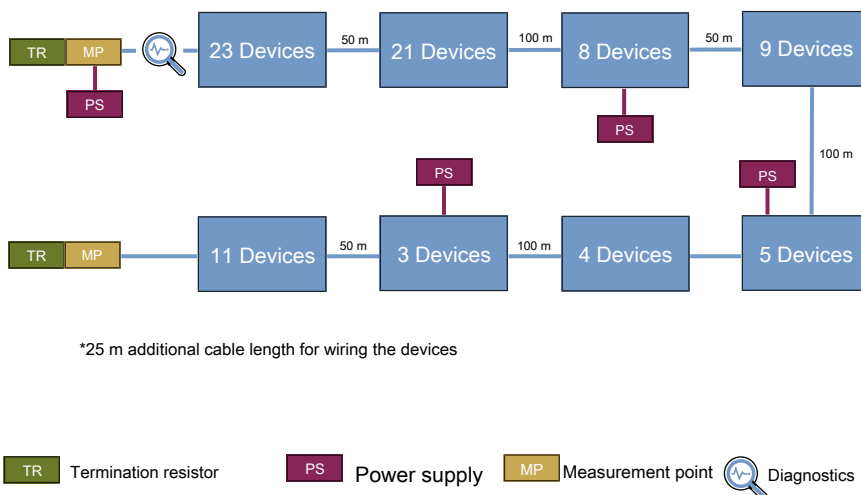 TR MP 23 Devices 50 m 21 Devices 100 m 8 Devices 50 m 9 Devices
PS
PS
100 m
PS
PS
TR MP 11 Devices 50 m 3 Devices 100 m 4 Devices 5 Devices
*25 m additional cable length for wiring the devices
TR Termination resistor PS Power supply MP Measurement point Diagnostics